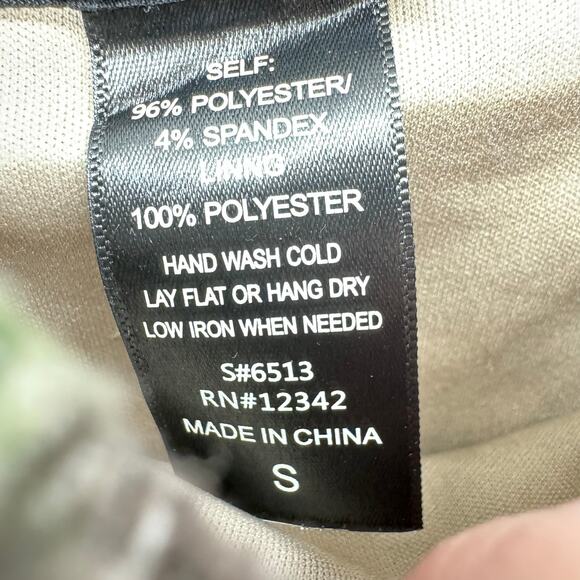 SELF:
96% POLYESTER/
4% SPANDEX
LINNG
100% POLYESTER
HAND WASH COLD
LAY FLAT OR HANG DRY
LOW IRON WHEN NEEDED
S#6513
RN#12342
MADE IN CHINA
S